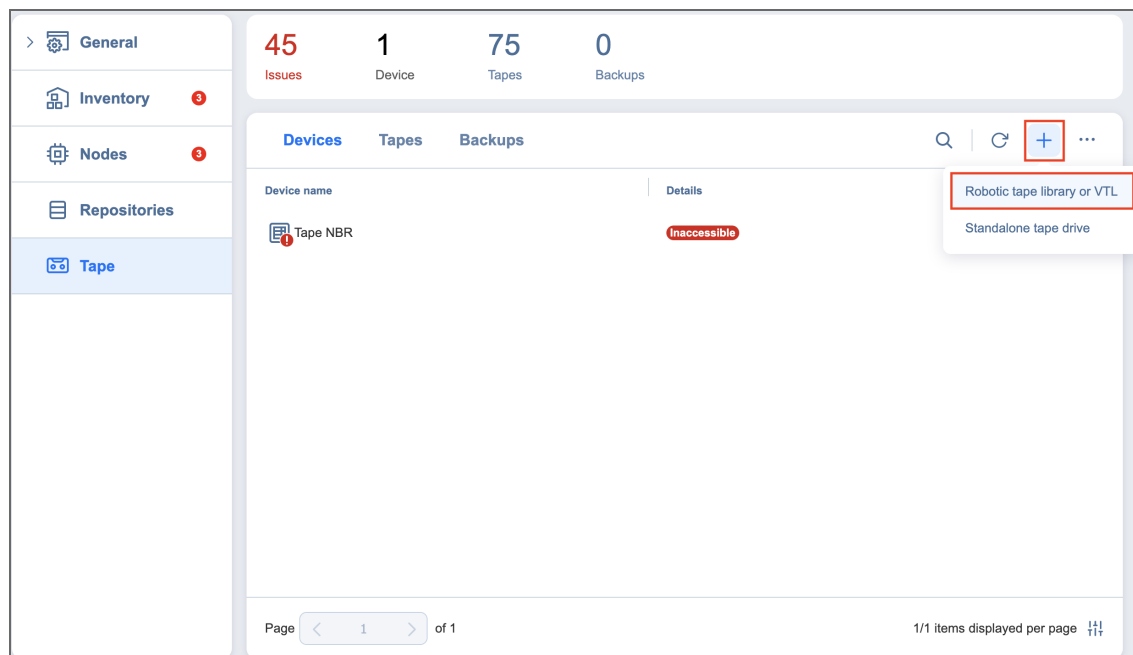 General
Inventory 3
Nodes 3
Repositories
Tape
45 1 75 0
Issues Device Tapes Backups
Devices Tapes Backups
Device name Details
Robotic tape library or VTL
Standalone tape drive
Tape NBR Inaccessible
Page 1 of 1 1/1 items displayed per page